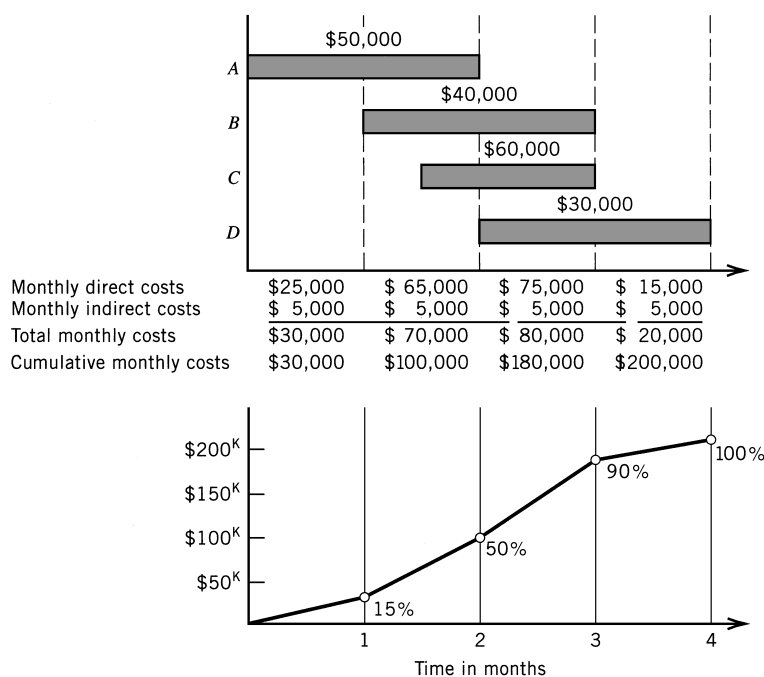 $50,000
A
$40,000
B
$60,000
C
$30,000
D
Monthly direct costs $25,000 $ 65,000 $ 75,000 $ 15,000
Monthly indirect costs $ 5,000 $ 5,000 $ 5,000 $ 5,000
Total monthly costs $30,000 $ 70,000 $ 80,000 $ 20,000
Cumulative monthly costs $30,000 $100,000 $180,000 $200,000
$200K
100%
90%
$150K
$100K
50%
$50K
15%
1 2 3 4
Time in months